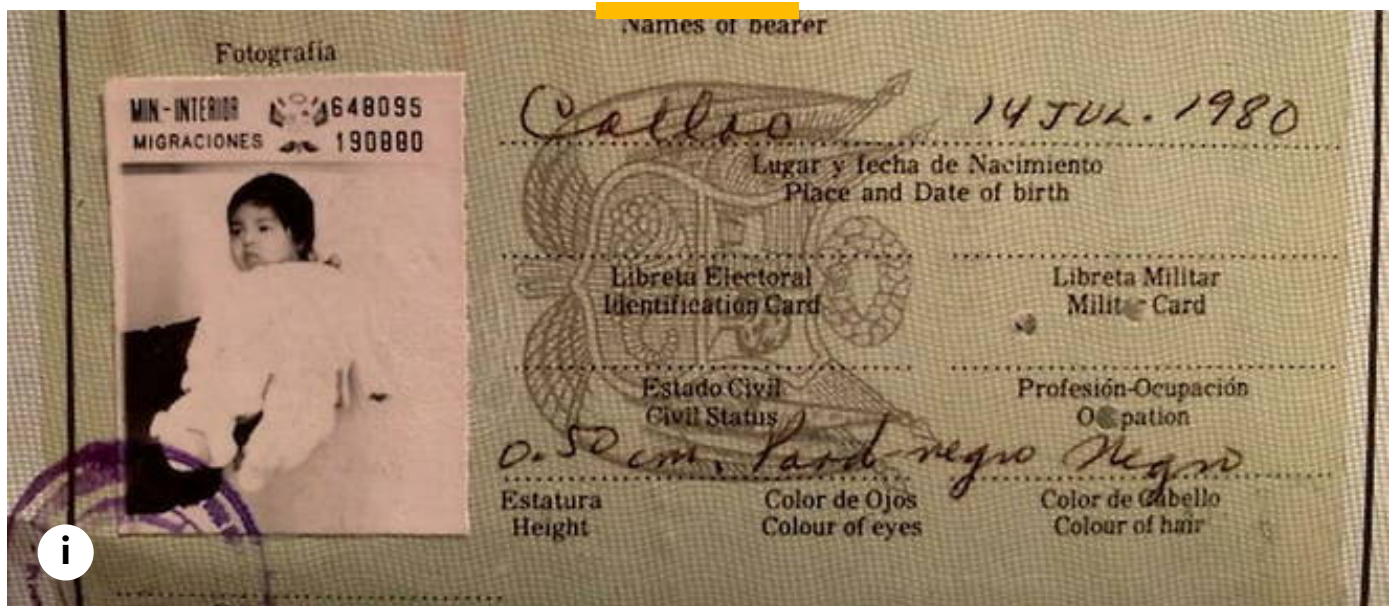 Names of bearer
Fotografía
MIN-INTERIOR 648095
MIGRACIONES 190880
Callao 14 JUL. 1980
Lugar y fecha de Nacimiento
Place and Date of birth
Libreta Electoral Libreta Militar
Identification Card Card
Estado Civil Profesión-Ocupación
Civil Status
0.50 cm. Pard-negro Negro
Estatura Color de Ojos Color de Cabello
Height Colour of eyes Colour of hair
i